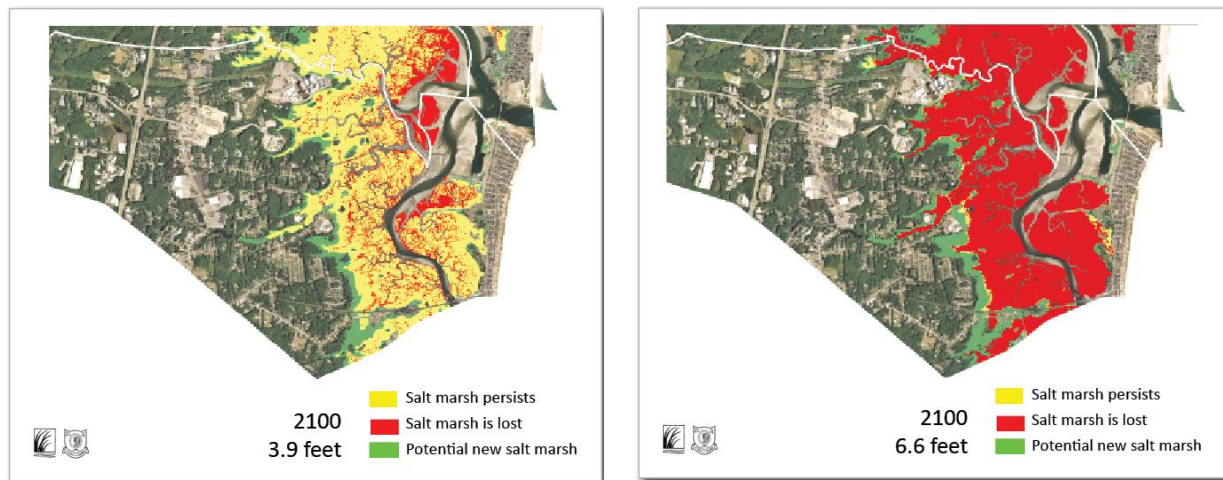 2100
3.9 feet
Salt marsh persists
Salt marsh is lost
Potential new salt marsh
2100
6.6 feet
Salt marsh persists
Salt marsh is lost
Potential new salt marsh